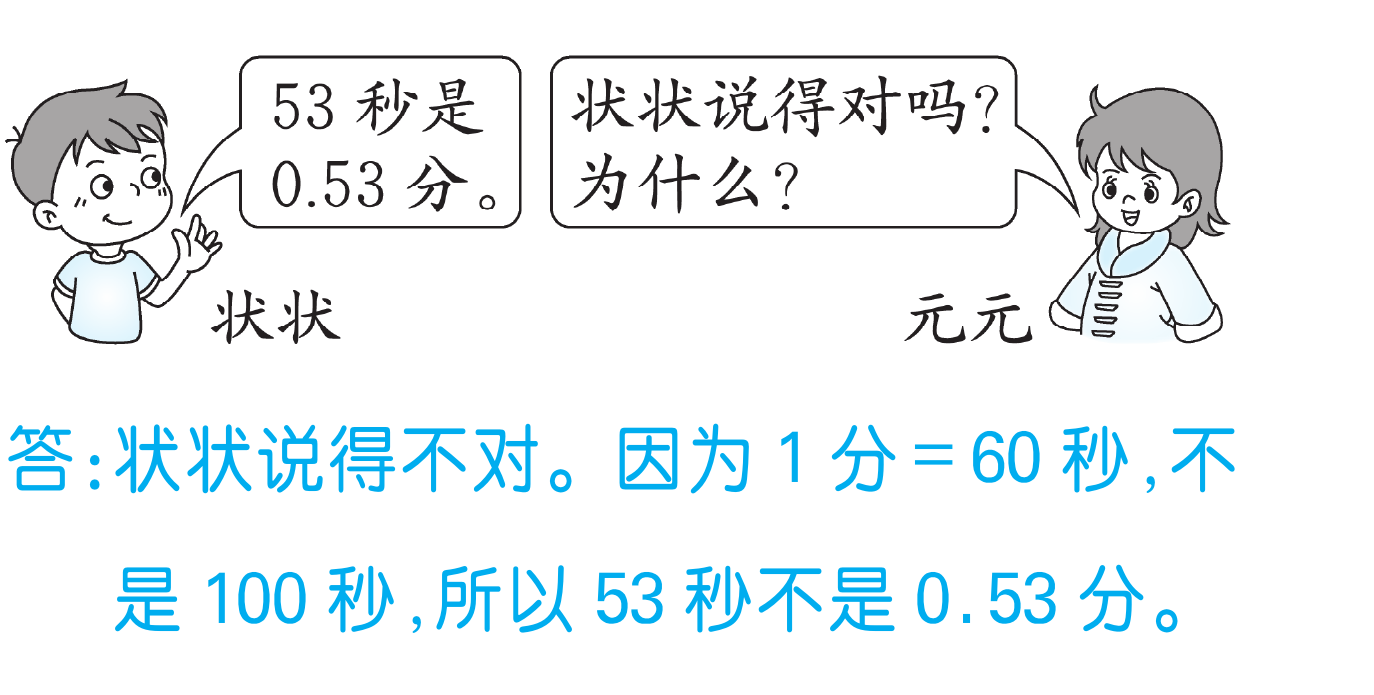 53 秒是
0.53 分。
状状说得对吗?
为什么?
状状
元元
答:状状说得不对。因为 1 分=60 秒,不
是 100 秒,所以 53 秒不是 0.53 分。